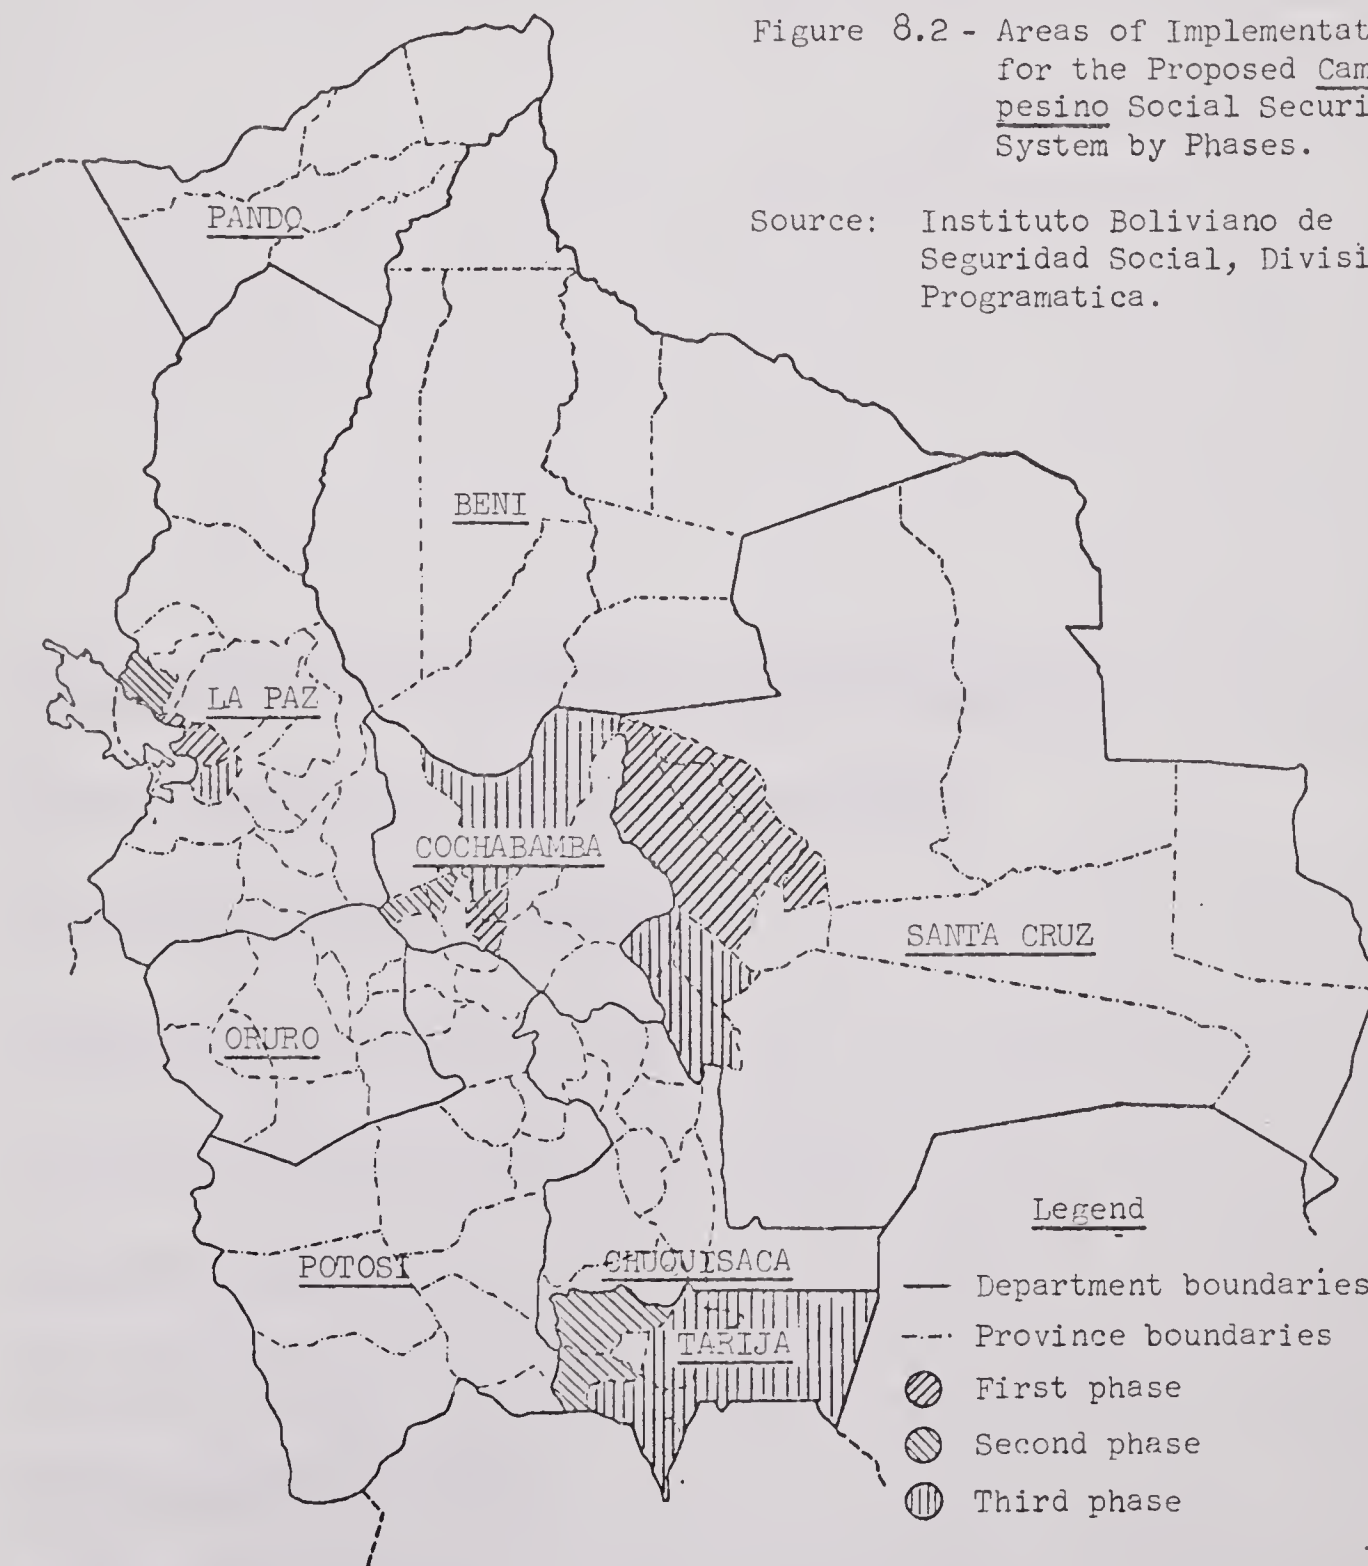 Figure 8.2 - Areas of Implementat
for the Proposed Cam
pesino Social Securi
System by Phases.
Source: Instituto Boliviano de
Seguridad Social, Divisi
Programatica.
PANDO
BENI
LA PAZ
COCHABAMBA
SANTA CRUZ
ORURO
POTOSI
CHUQUISACA
TARIJA
Legend
Department boundaries
Province boundaries
First phase
Second phase
Third phase